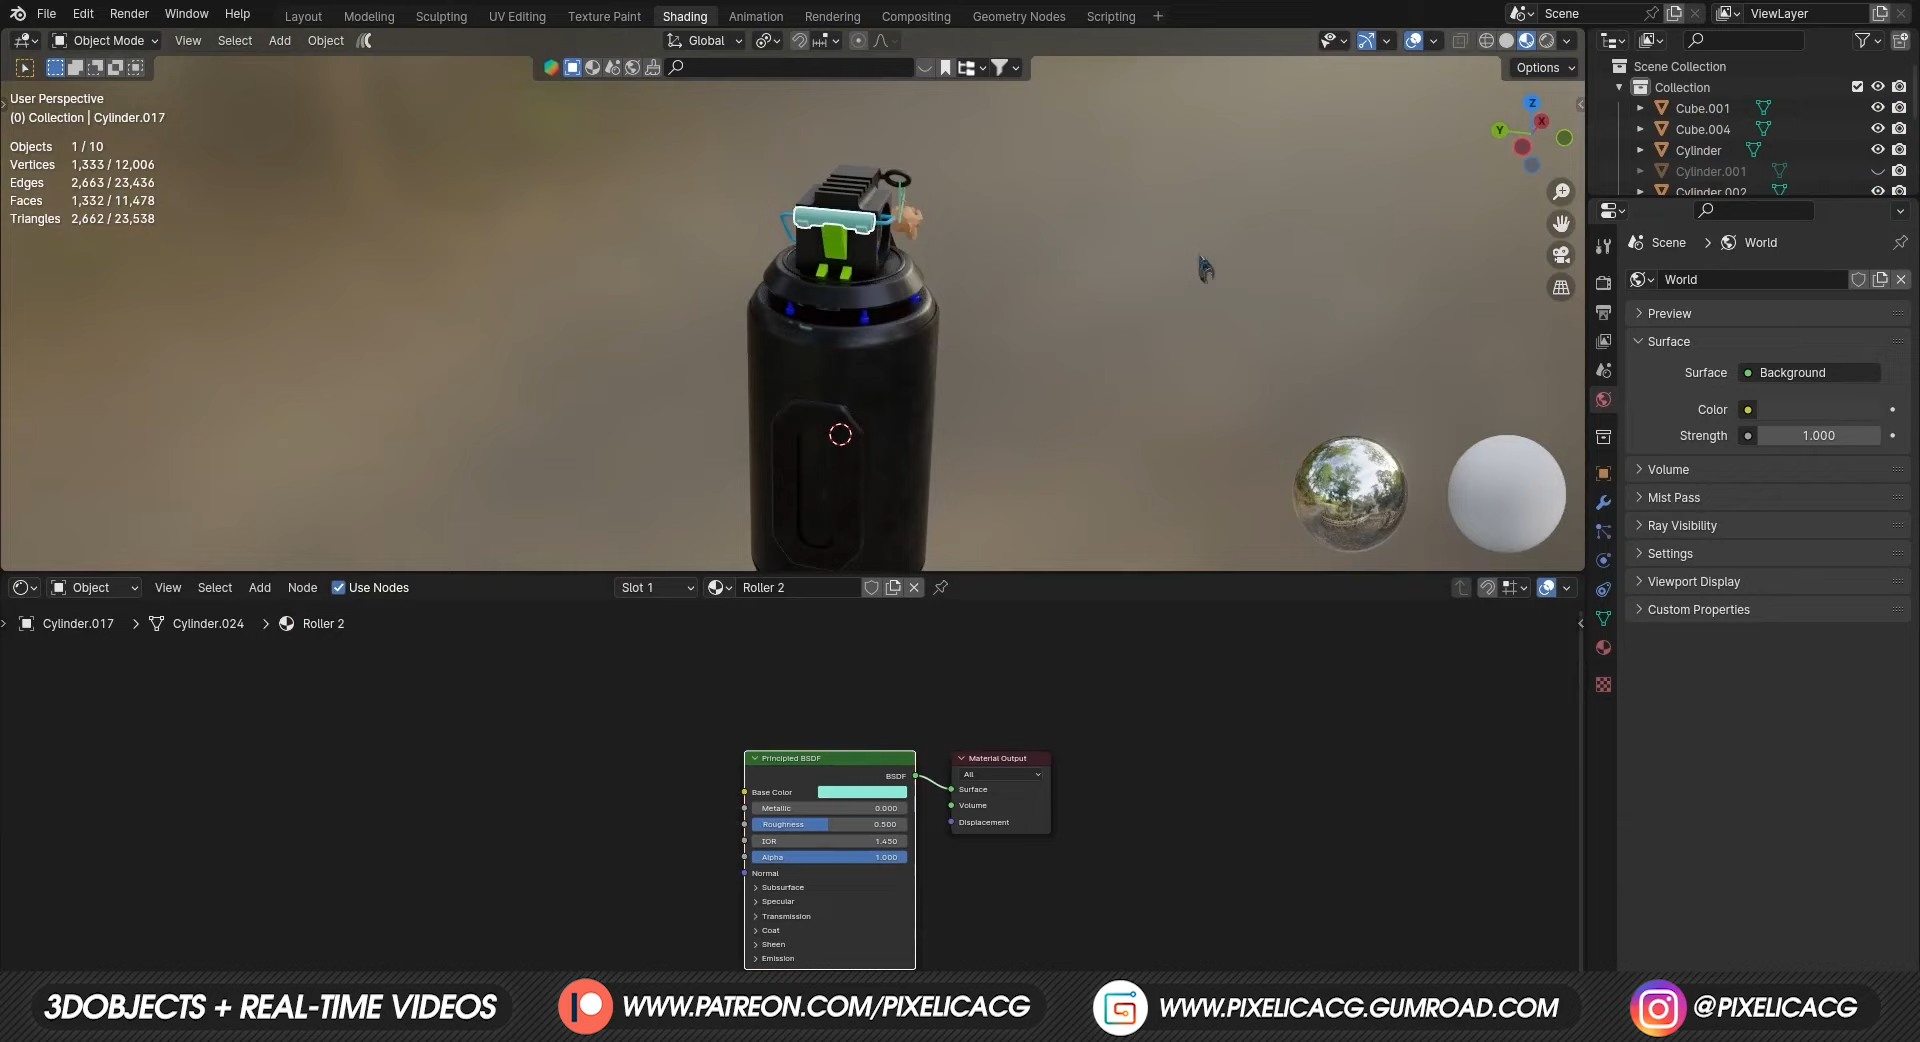 File Edit Render Window Help
Layout Modeling Sculpting UV Editing Texture Paint Shading Animation Rendering Compositing Geometry Nodes Scripting +
Scene
ViewLayer
Object Mode View Select Add Object
Global
Options
User Perspective
(0) Collection | Cylinder.017
Objects 1 / 10
Vertices 1,333 / 12,006
Edges 2,663 / 23,436
Faces 1,332 / 11,478
Triangles 2,662 / 23,538
Z
Y
X
Scene Collection
Collection
Cube.001
Cube.004
Cylinder
Cylinder.001
Cylinder.002
Scene > World
World
Preview
Surface
Surface Background
Color
Strength 1.000
Volume
Mist Pass
Ray Visibility
Settings
Viewport Display
Custom Properties
Object View Select Add Node Use Nodes
Slot 1
Roller 2
Cylinder.017 > Cylinder.024 > Roller 2
Principled BSDF
BSDF
Base Color
Metallic 0.000
Roughness 0.500
IOR 1.450
Alpha 1.000
Normal
Subsurface
Specular
Transmission
Coat
Sheen
Emission
Material Output
All
Surface
Volume
Displacement
3DOBJECTS + REAL-TIME VIDEOS
WWW.PATREON.COM/PIXELICACG
WWW.PIXELICACG.GUMROAD.COM
@PIXELICACG